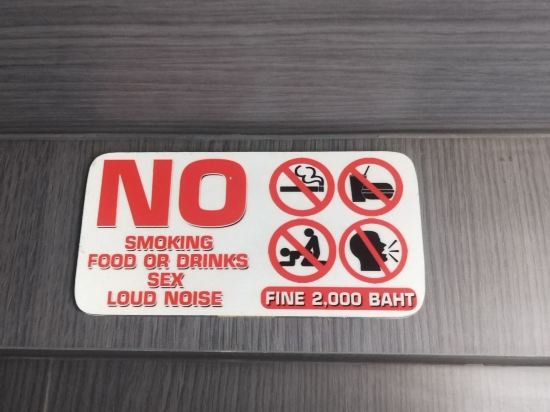 NO
SMOKING
FOOD OR DRINKS
SEX
LOUD NOISE
FINE 2,000 BAHT